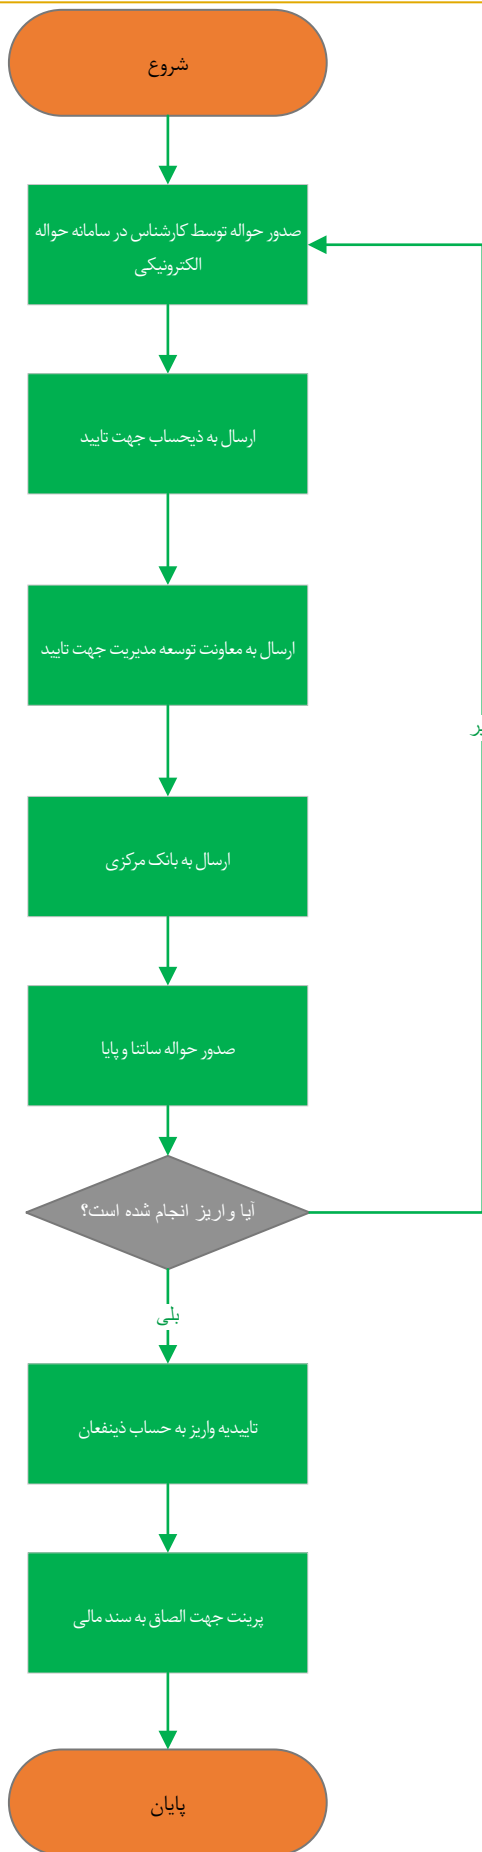 شروع
صدور حواله توسط کارشناس در سامانه حواله
الکترونیکی
ارسال به ذیحساب جهت تایید
ارسال به معاونت توسعه مدیریت جهت تایید
ارسال به بانک مرکزی
صدور حواله ساتنا و پایا
آیا واریز انجام شده است؟
بلی
تاییدیه واریز به حساب ذینفعان
پرینت جهت الصاق به سند مالی
پایان